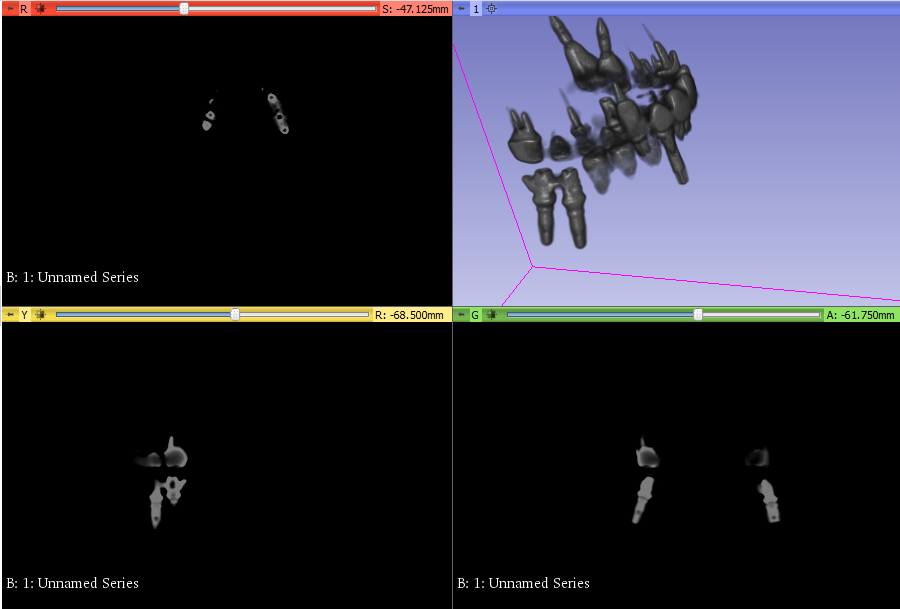 R S: -47.125mm
1
B: 1: Unnamed Series
Y R: -68.500mm
G A: -61.750mm
B: 1: Unnamed Series
B: 1: Unnamed Series